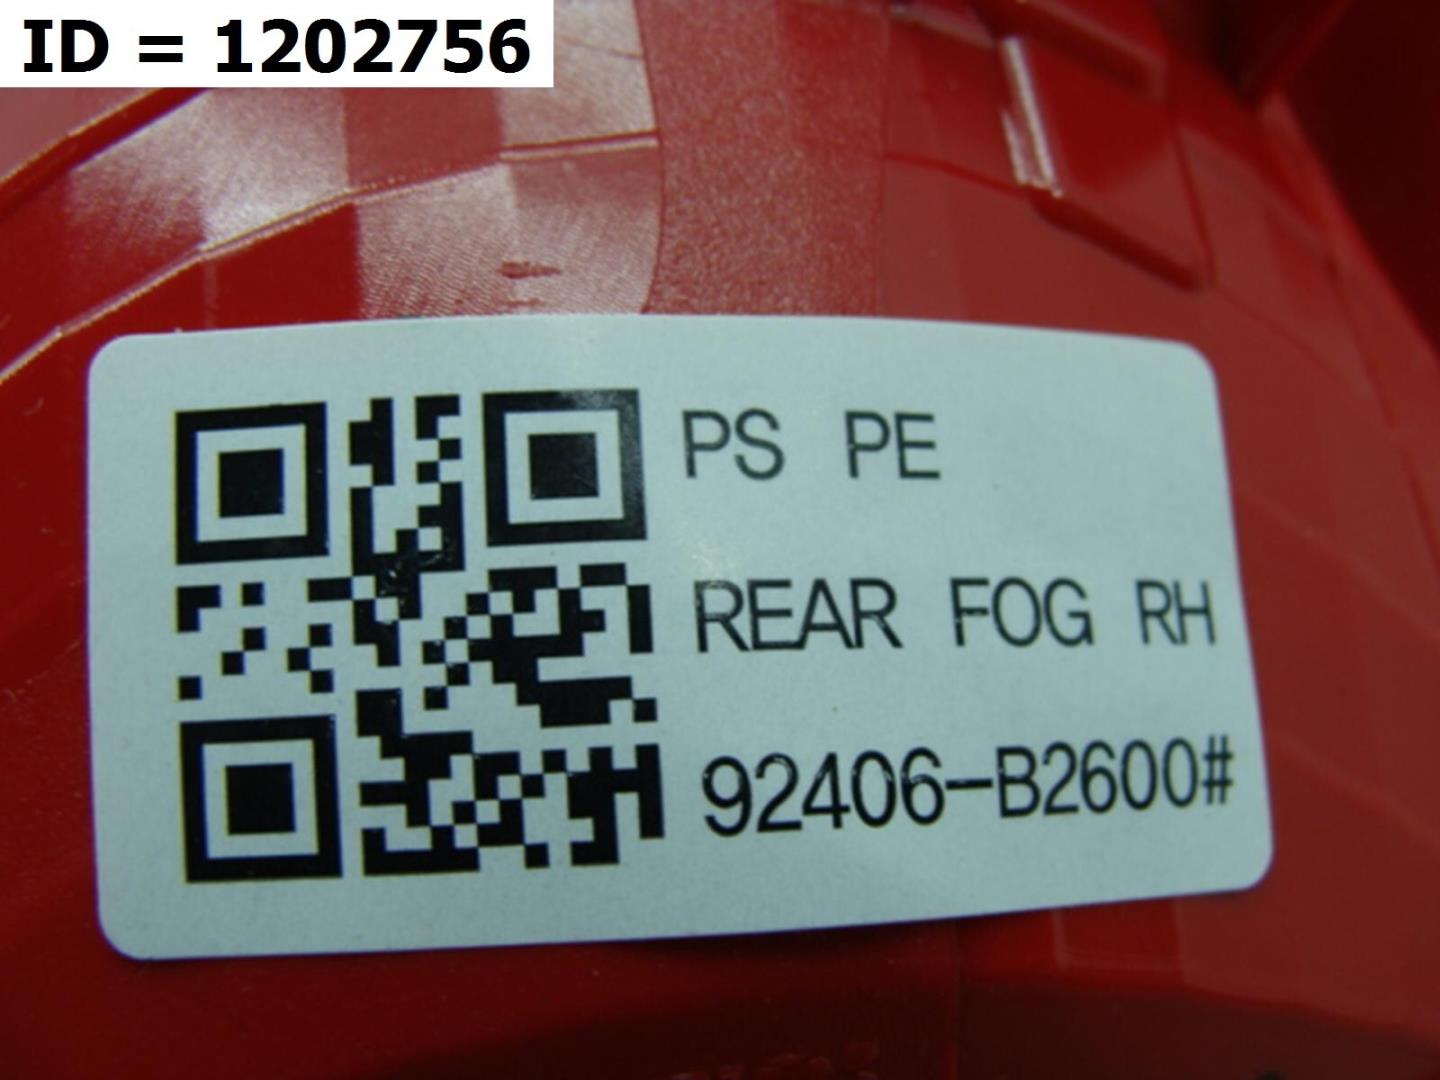 ID = 1202756
PS PE
REAR FOG RH
92406-B2600#